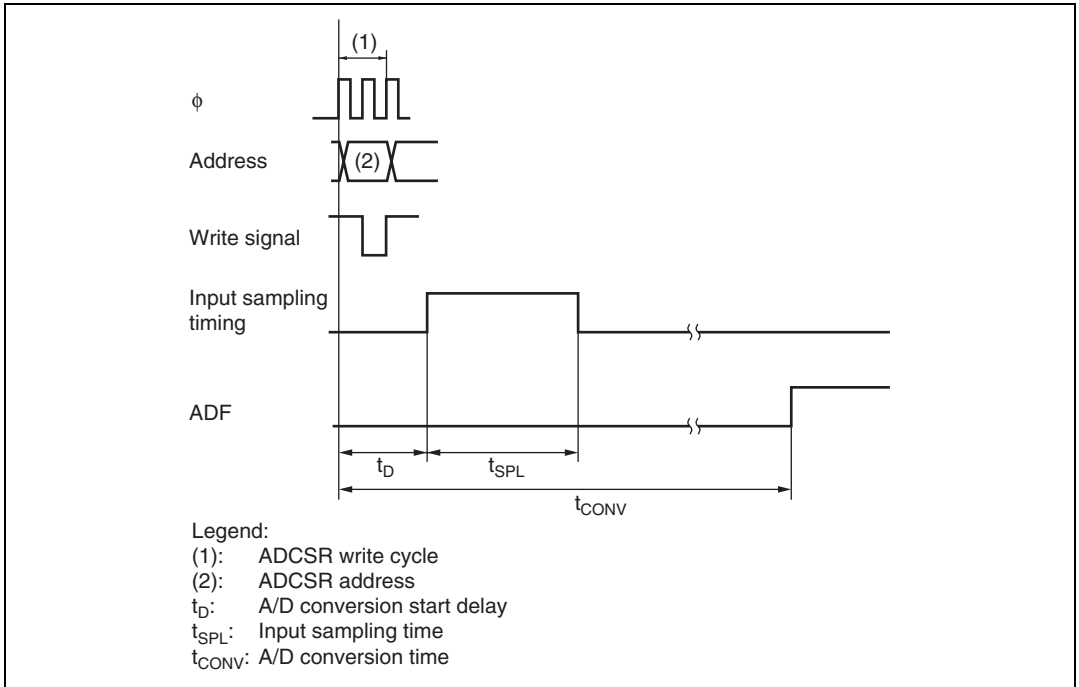 (1)
ϕ
Address
(2)
Write signal
Input sampling
timing
ADF
tD
tSPL
tCONV
Legend:
(1): ADCSR write cycle
(2): ADCSR address
tD: A/D conversion start delay
tSPL: Input sampling time
tCONV: A/D conversion time